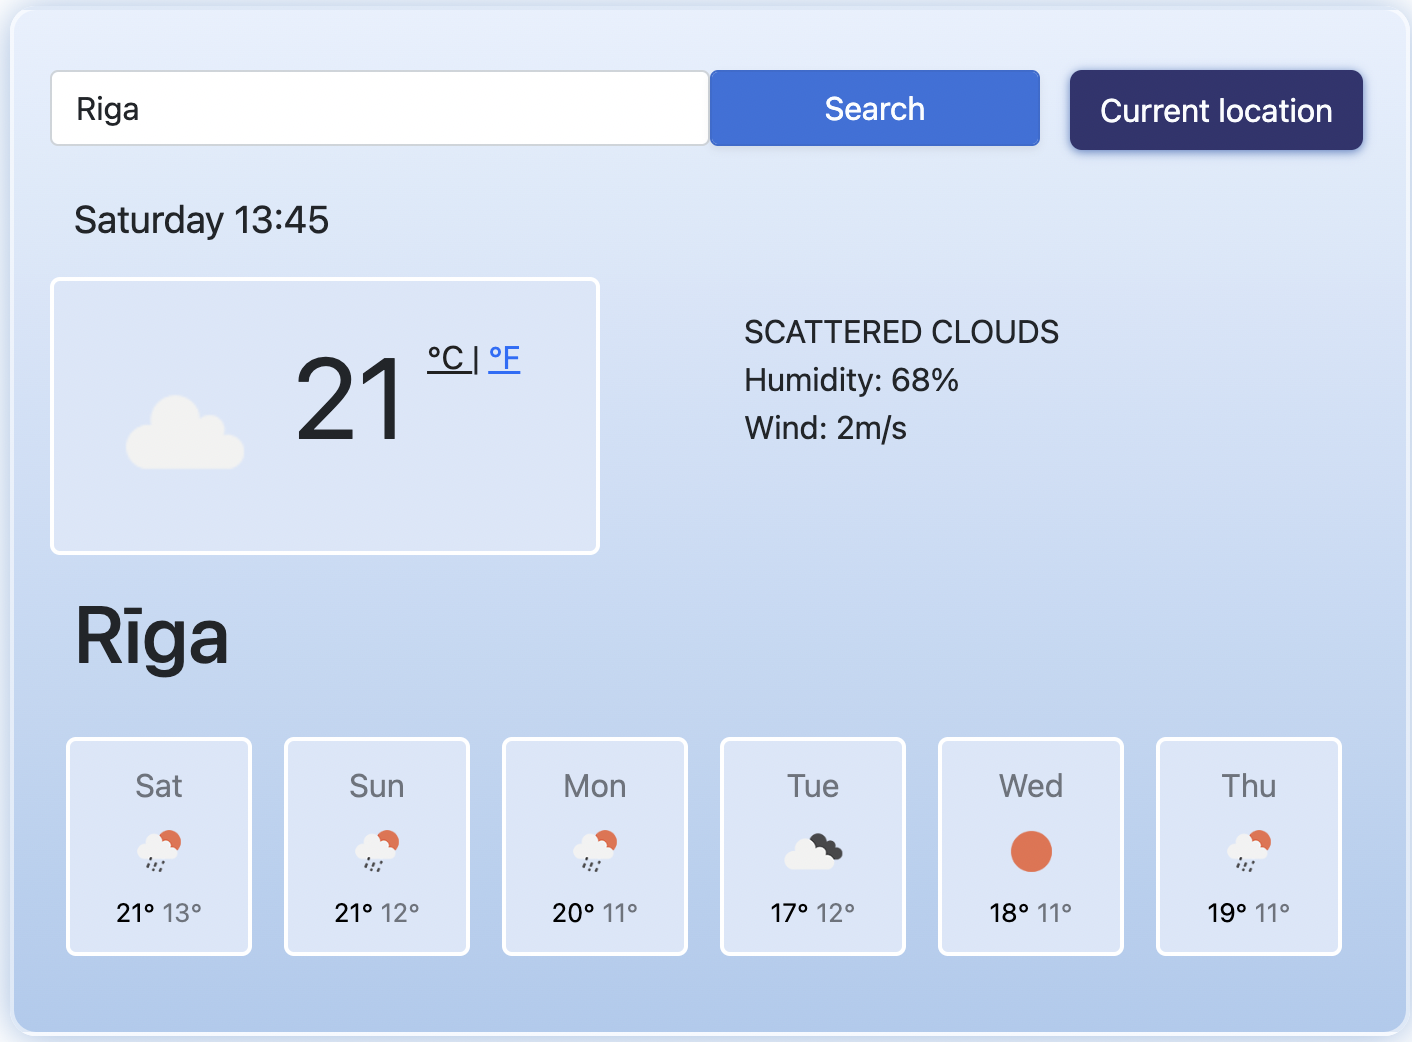 Riga
Search
Current location
Saturday 13:45
21 °C | °F
SCATTERED CLOUDS
Humidity: 68%
Wind: 2m/s
Rīga
Sat
21° 13°
Sun
21° 12°
Mon
20° 11°
Tue
17° 12°
Wed
18° 11°
Thu
19° 11°